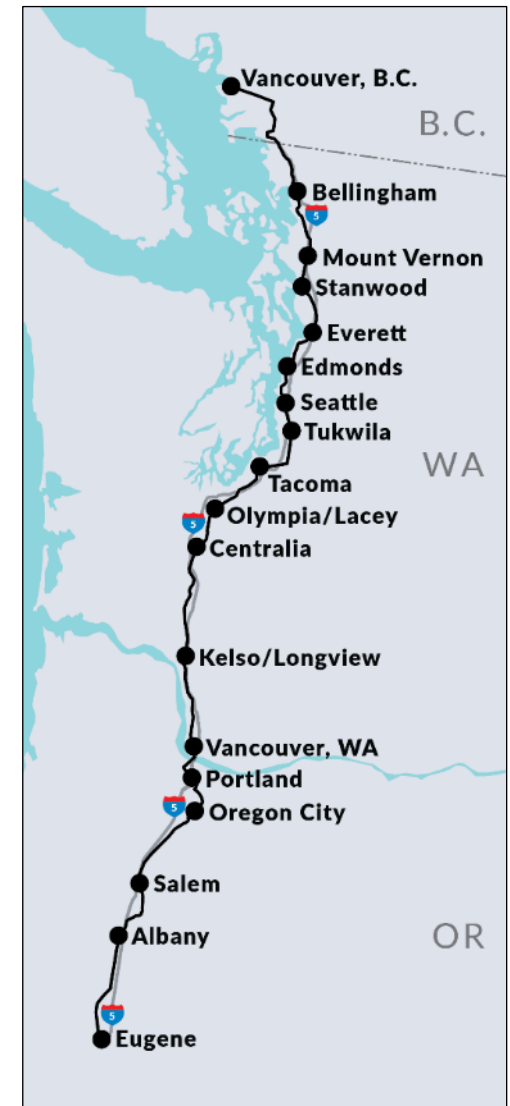 Vancouver, B.C.
B.C.
Bellingham
5
Mount Vernon
Stanwood
Everett
Edmonds
Seattle
Tukwila
WA
Tacoma
Olympia/Lacey
5
Centralia
Kelso/Longview
Vancouver, WA
Portland
5
Oregon City
Salem
Albany
OR
5
Eugene